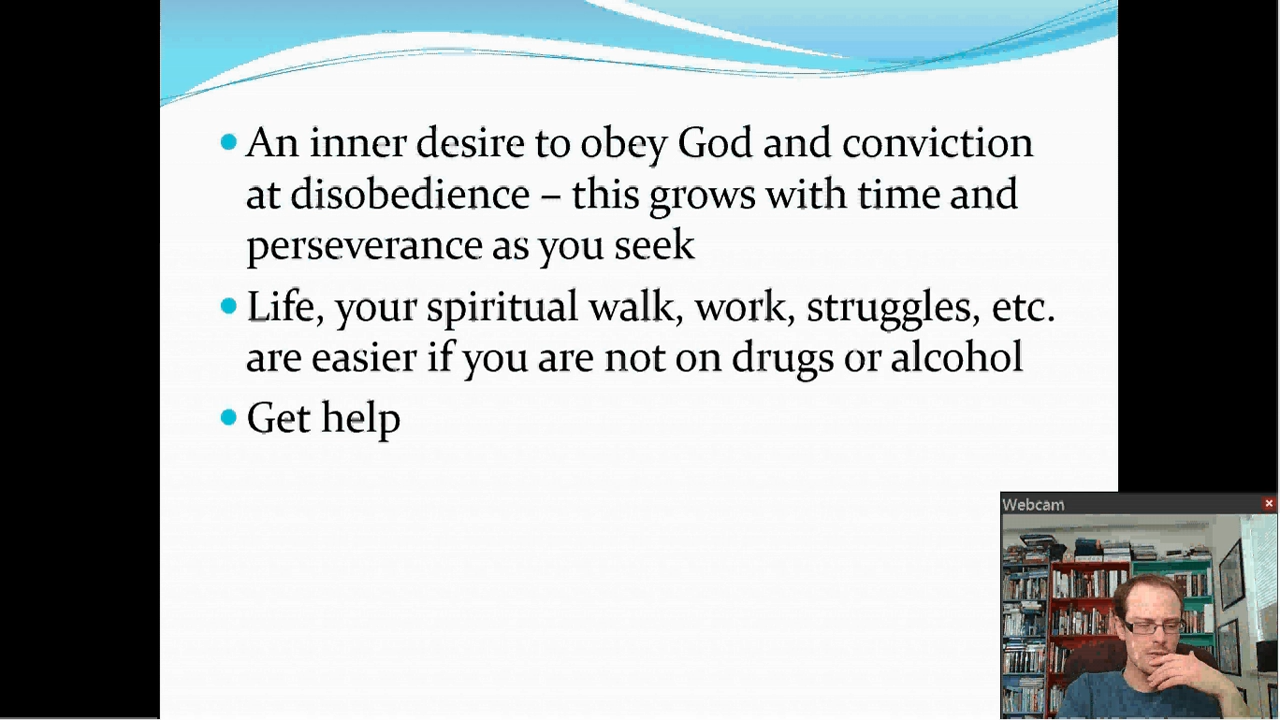 An inner desire to obey God and conviction
at disobedience – this grows with time and
perseverance as you seek
Life, your spiritual walk, work, struggles, etc.
are easier if you are not on drugs or alcohol
Get help
Webcam